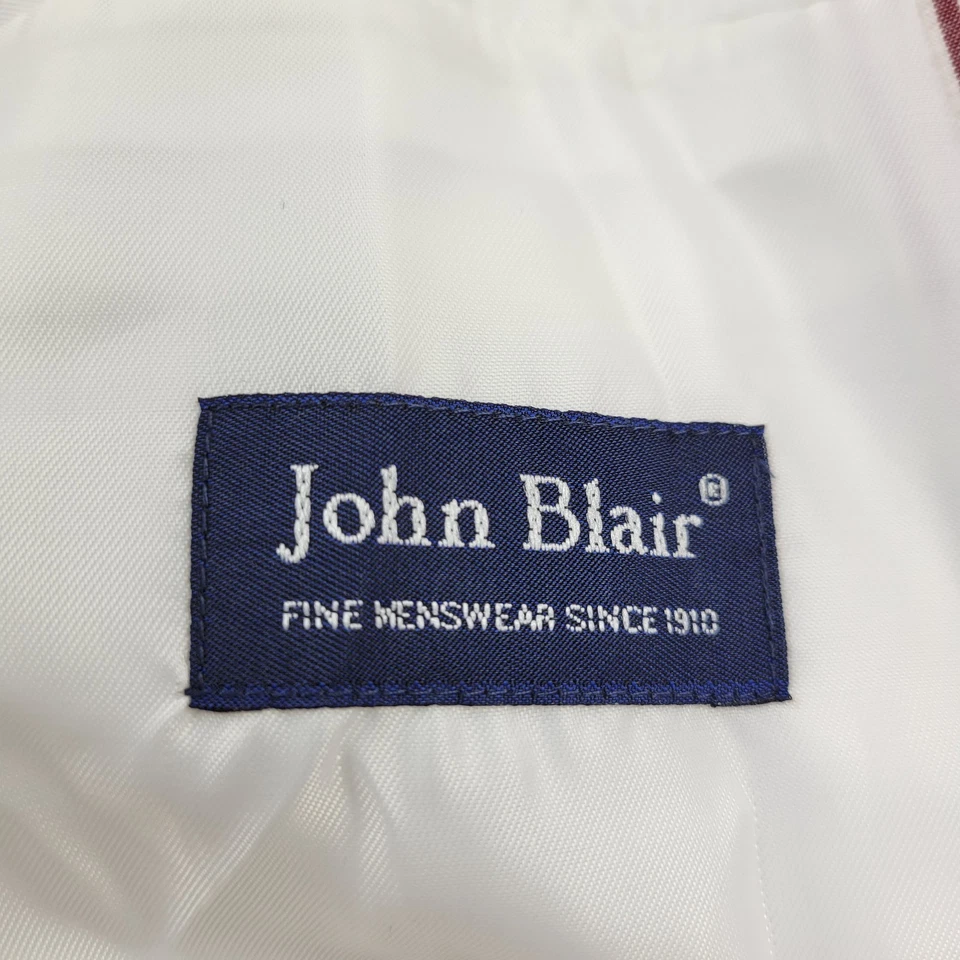 John Blair®
FINE MENSWEAR SINCE 1910